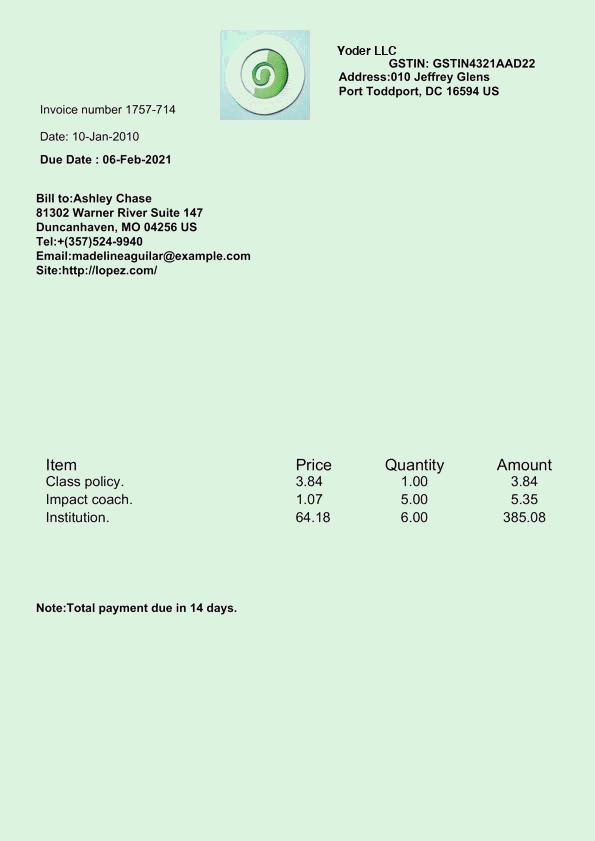 Yoder LLC
GSTIN: GSTIN4321AAD22
Address:010 Jeffrey Glens
Port Toddport, DC 16594 US
Invoice number 1757-714
Date: 10-Jan-2010
Due Date : 06-Feb-2021
Bill to:Ashley Chase
81302 Warner River Suite 147
Duncanhaven, MO 04256 US
Tel:+(357)524-9940
Email:madelineaguilar@example.com
Site:http://lopez.com/
Item Price Quantity Amount
Class policy. 3.84 1.00 3.84
Impact coach. 1.07 5.00 5.35
Institution. 64.18 6.00 385.08
Note:Total payment due in 14 days.